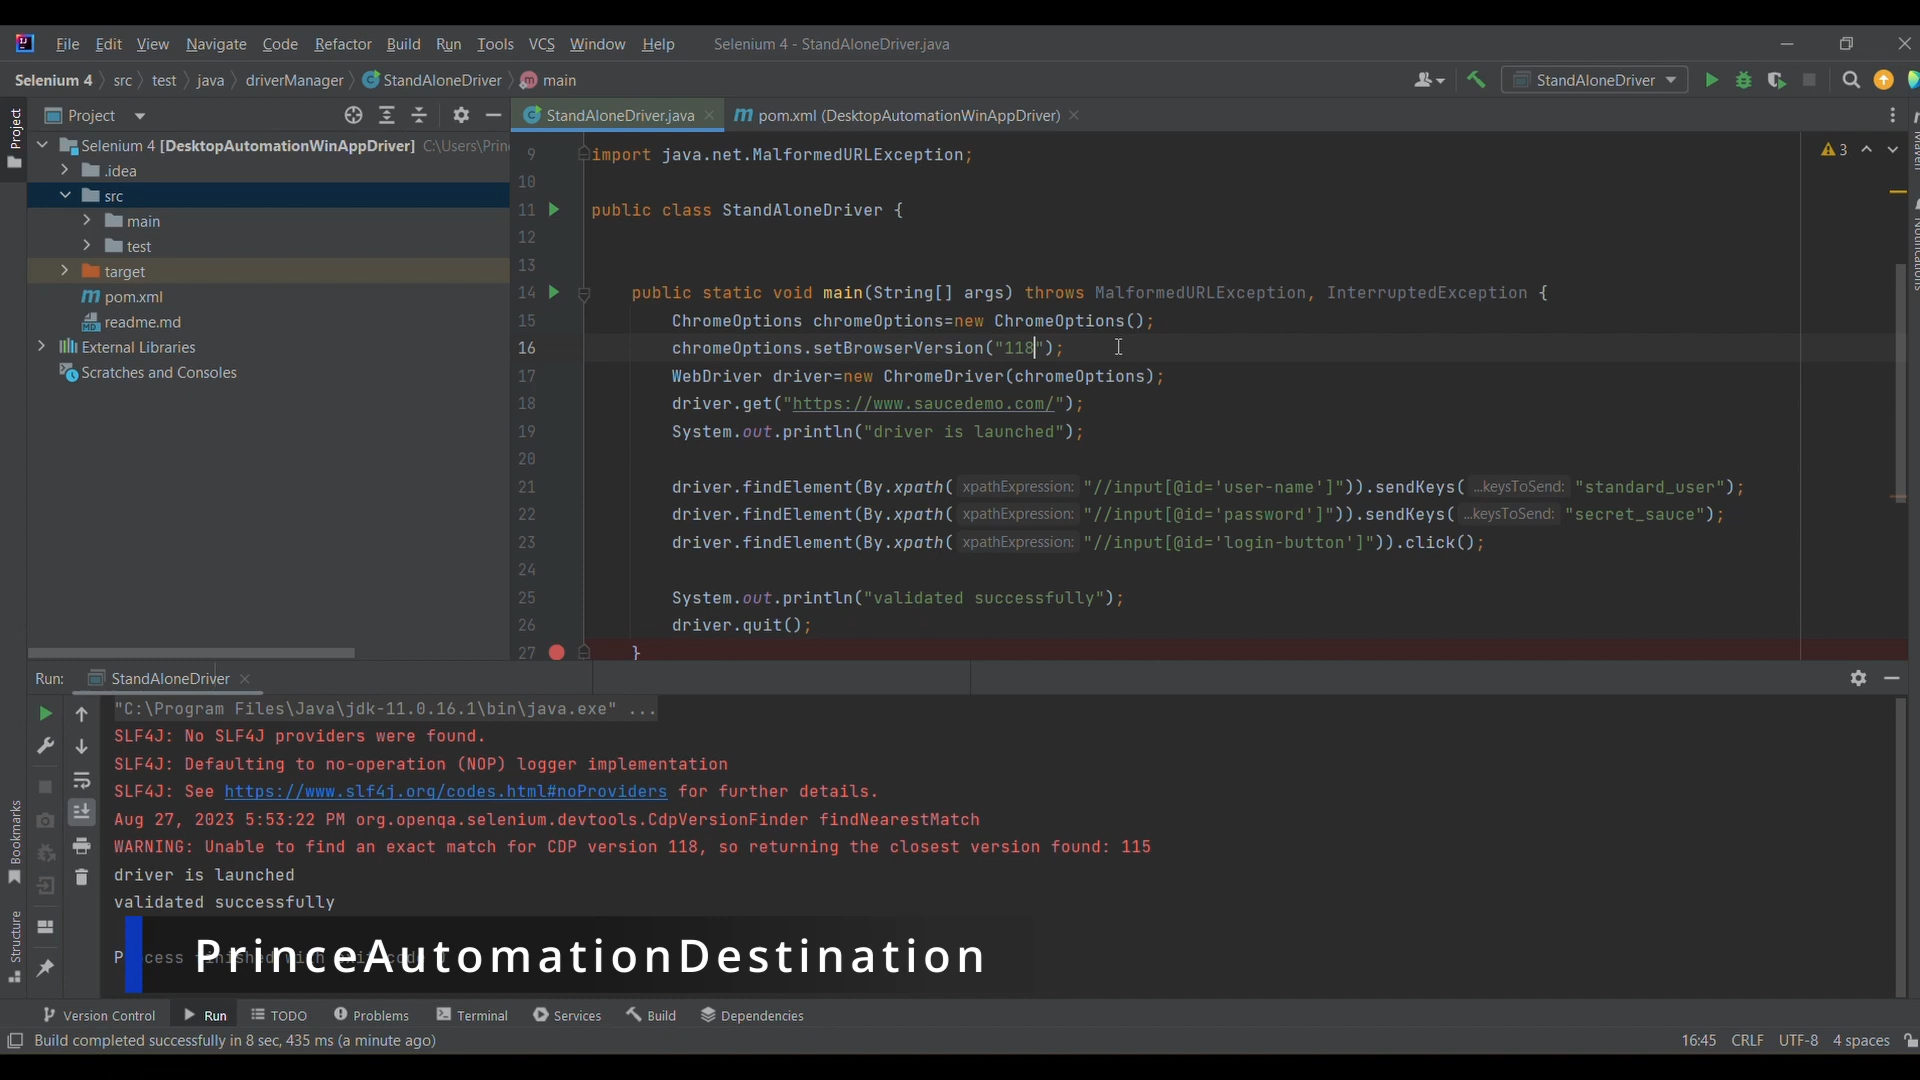 File Edit View Navigate Code Refactor Build Run Tools VCS Window Help Selenium 4 - StandAloneDriver.java
Selenium 4 src test java driverManager StandAloneDriver main StandAloneDriver
Project
Project
StandAloneDriver.java
pom.xml (DesktopAutomationWinAppDriver)
Selenium 4 [DesktopAutomationWinAppDriver] C:\Users\Prin
.idea
src
main
test
target
pom.xml
readme.md
External Libraries
Scratches and Consoles
3
9 import java.net.MalformedURLException;
10
11 public class StandAloneDriver {
12
13
14 public static void main(String[] args) throws MalformedURLException, InterruptedException {
15 ChromeOptions chromeOptions=new ChromeOptions();
16 chromeOptions.setBrowserVersion("118");
17 WebDriver driver=new ChromeDriver(chromeOptions);
18 driver.get("https://www.saucedemo.com/");
19 System.out.println("driver is launched");
20
21 driver.findElement(By.xpath( xpathExpression: "//input[@id='user-name']")).sendKeys( ...keysToSend: "standard_user");
22 driver.findElement(By.xpath( xpathExpression: "//input[@id='password']")).sendKeys( ...keysToSend: "secret_sauce");
23 driver.findElement(By.xpath( xpathExpression: "//input[@id='login-button']")).click();
24
25 System.out.println("validated successfully");
26 driver.quit();
27 }
Notifications
Run: StandAloneDriver
"C:\Program Files\Java\jdk-11.0.16.1\bin\java.exe" ...
SLF4J: No SLF4J providers were found.
SLF4J: Defaulting to no-operation (NOP) logger implementation
SLF4J: See https://www.slf4j.org/codes.html#noProviders for further details.
Aug 27, 2023 5:53:22 PM org.openqa.selenium.devtools.CdpVersionFinder findNearestMatch
WARNING: Unable to find an exact match for CDP version 118, so returning the closest version found: 115
driver is launched
validated successfully
PrinceAutomationDestination
Bookmarks
Structure
Version Control Run TODO Problems Terminal Services Build Dependencies
Build completed successfully in 8 sec, 435 ms (a minute ago) 16:45 CRLF UTF-8 4 spaces